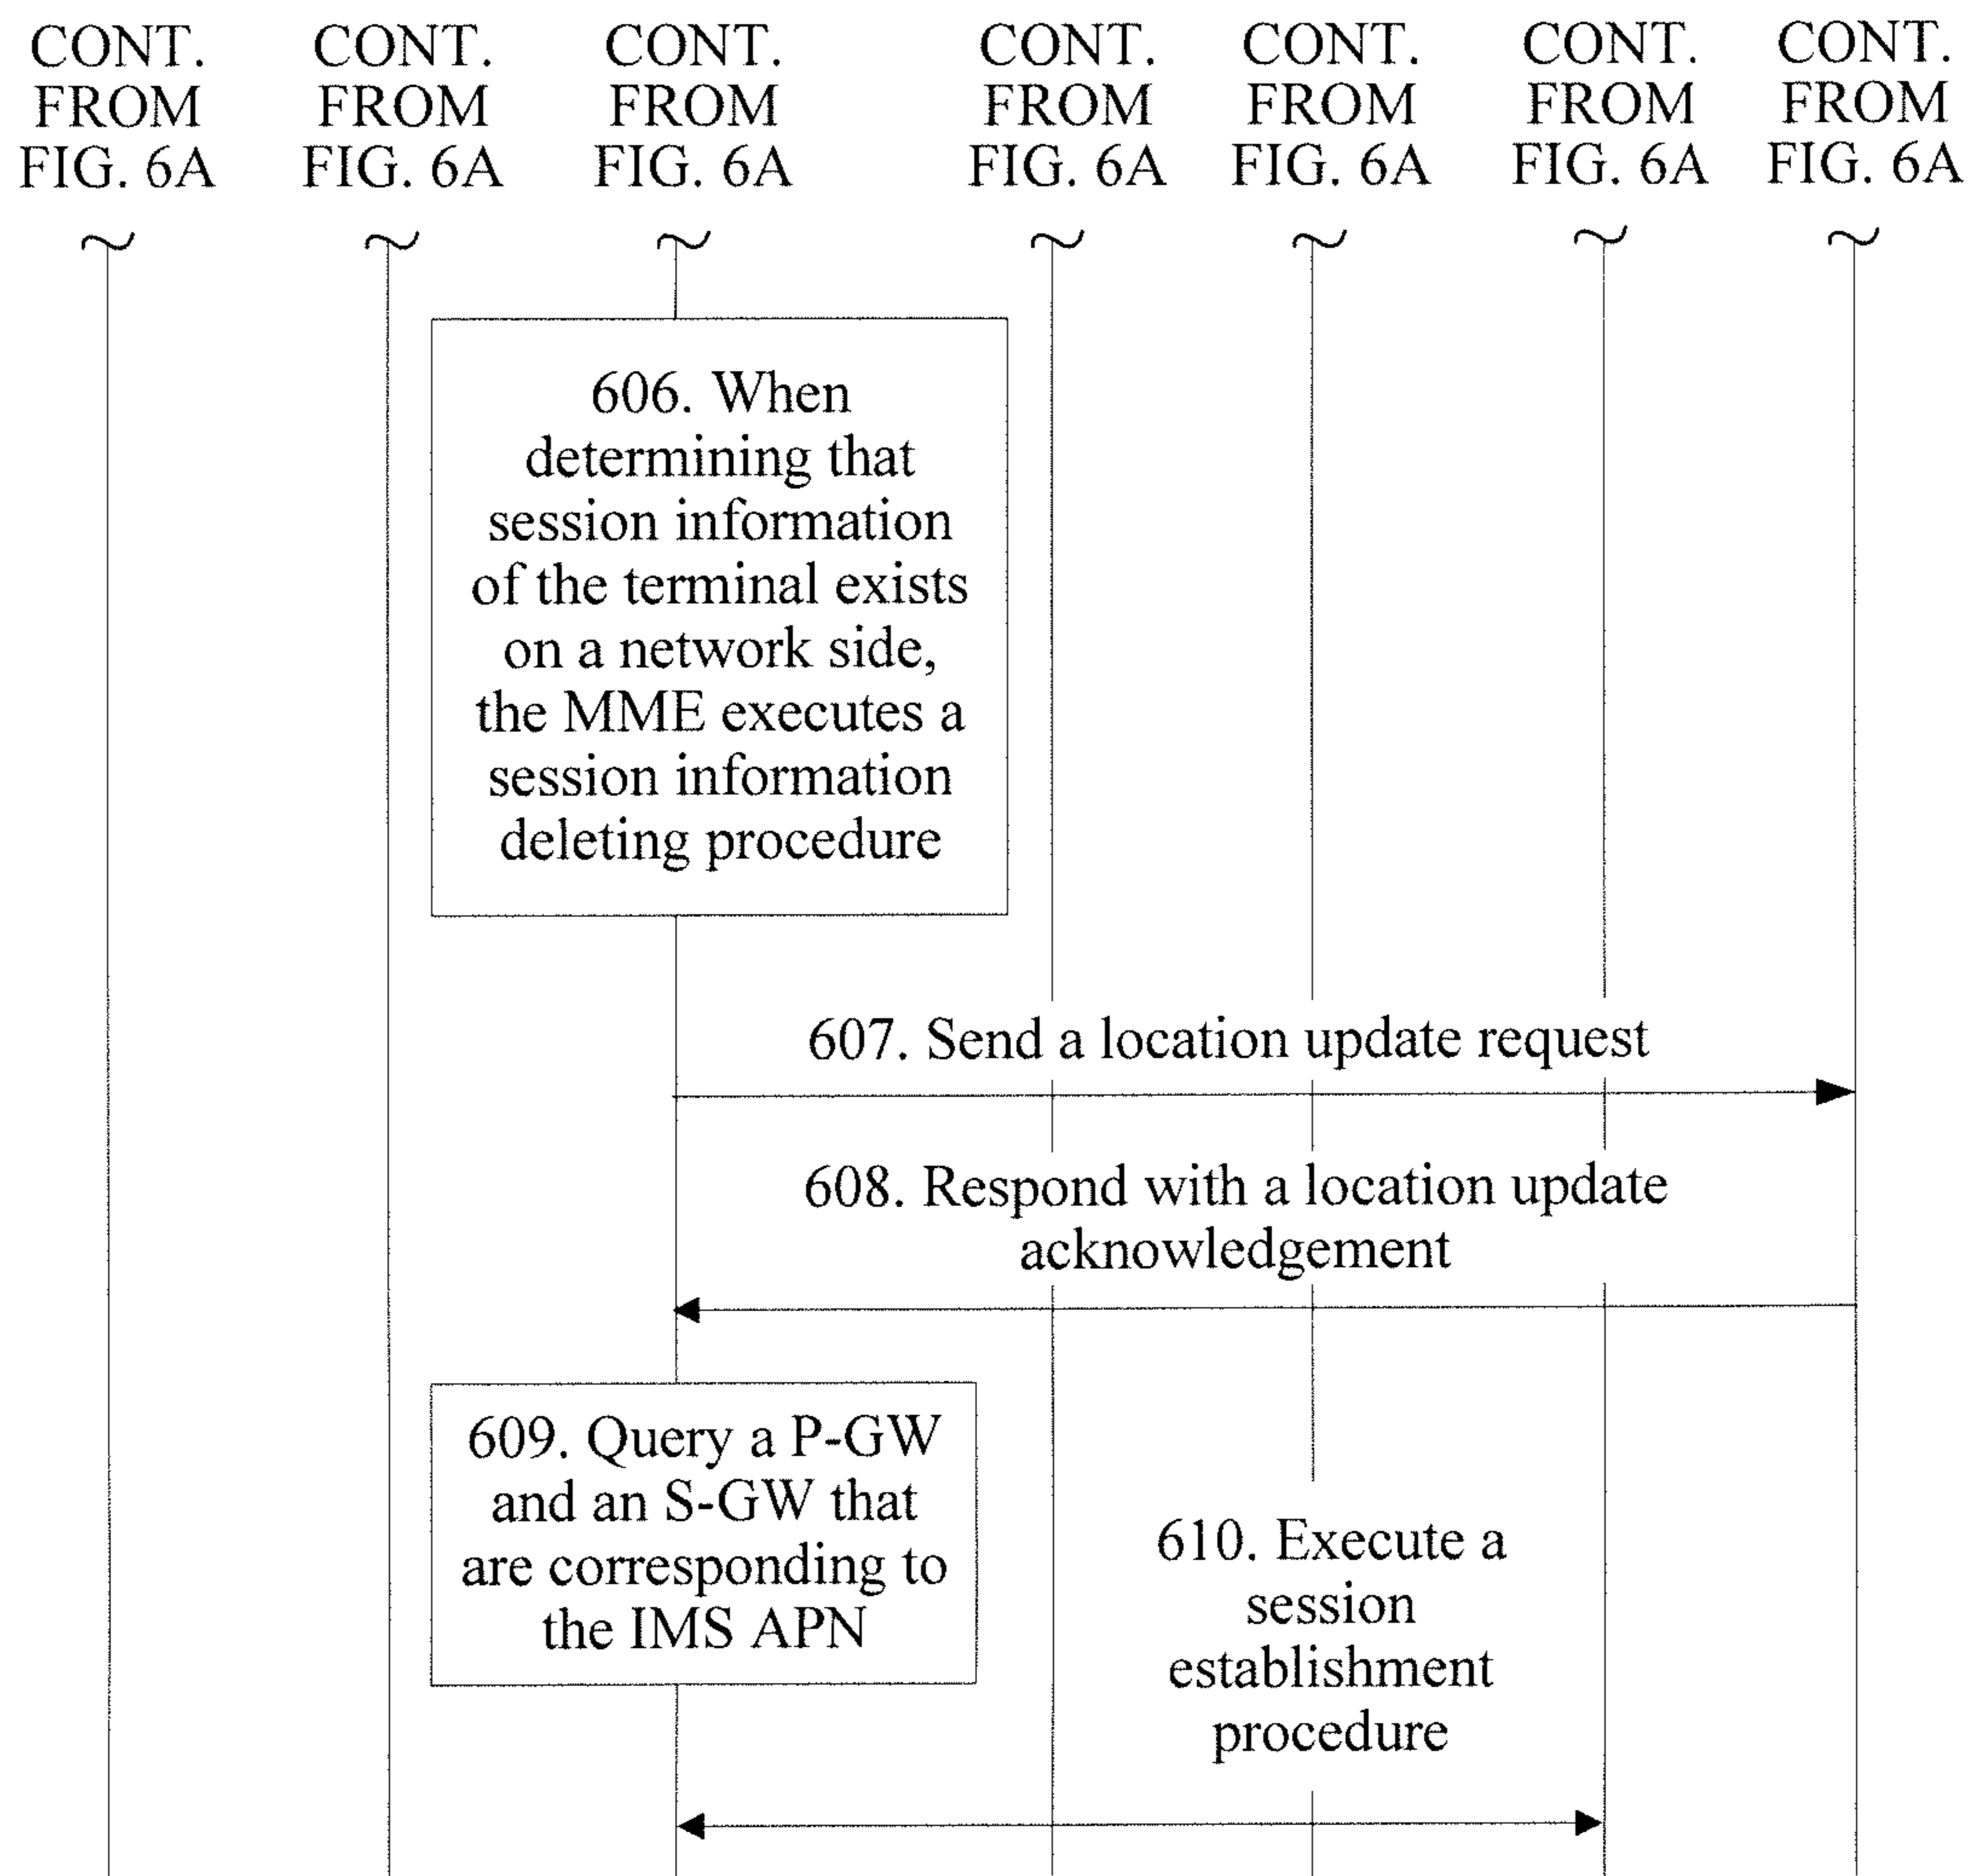 CONT. CONT. CONT. CONT. CONT. CONT. CONT.
FROM FROM FROM FROM FROM FROM FROM
FIG. 6A FIG. 6A FIG. 6A FIG. 6A FIG. 6A FIG. 6A FIG. 6A
606. When
determining that
session information
of the terminal exists
on a network side,
the MME executes a
session information
deleting procedure
607. Send a location update request
608. Respond with a location update
acknowledgement
609. Query a P-GW
and an S-GW that
are corresponding to
the IMS APN
610. Execute a
session
establishment
procedure